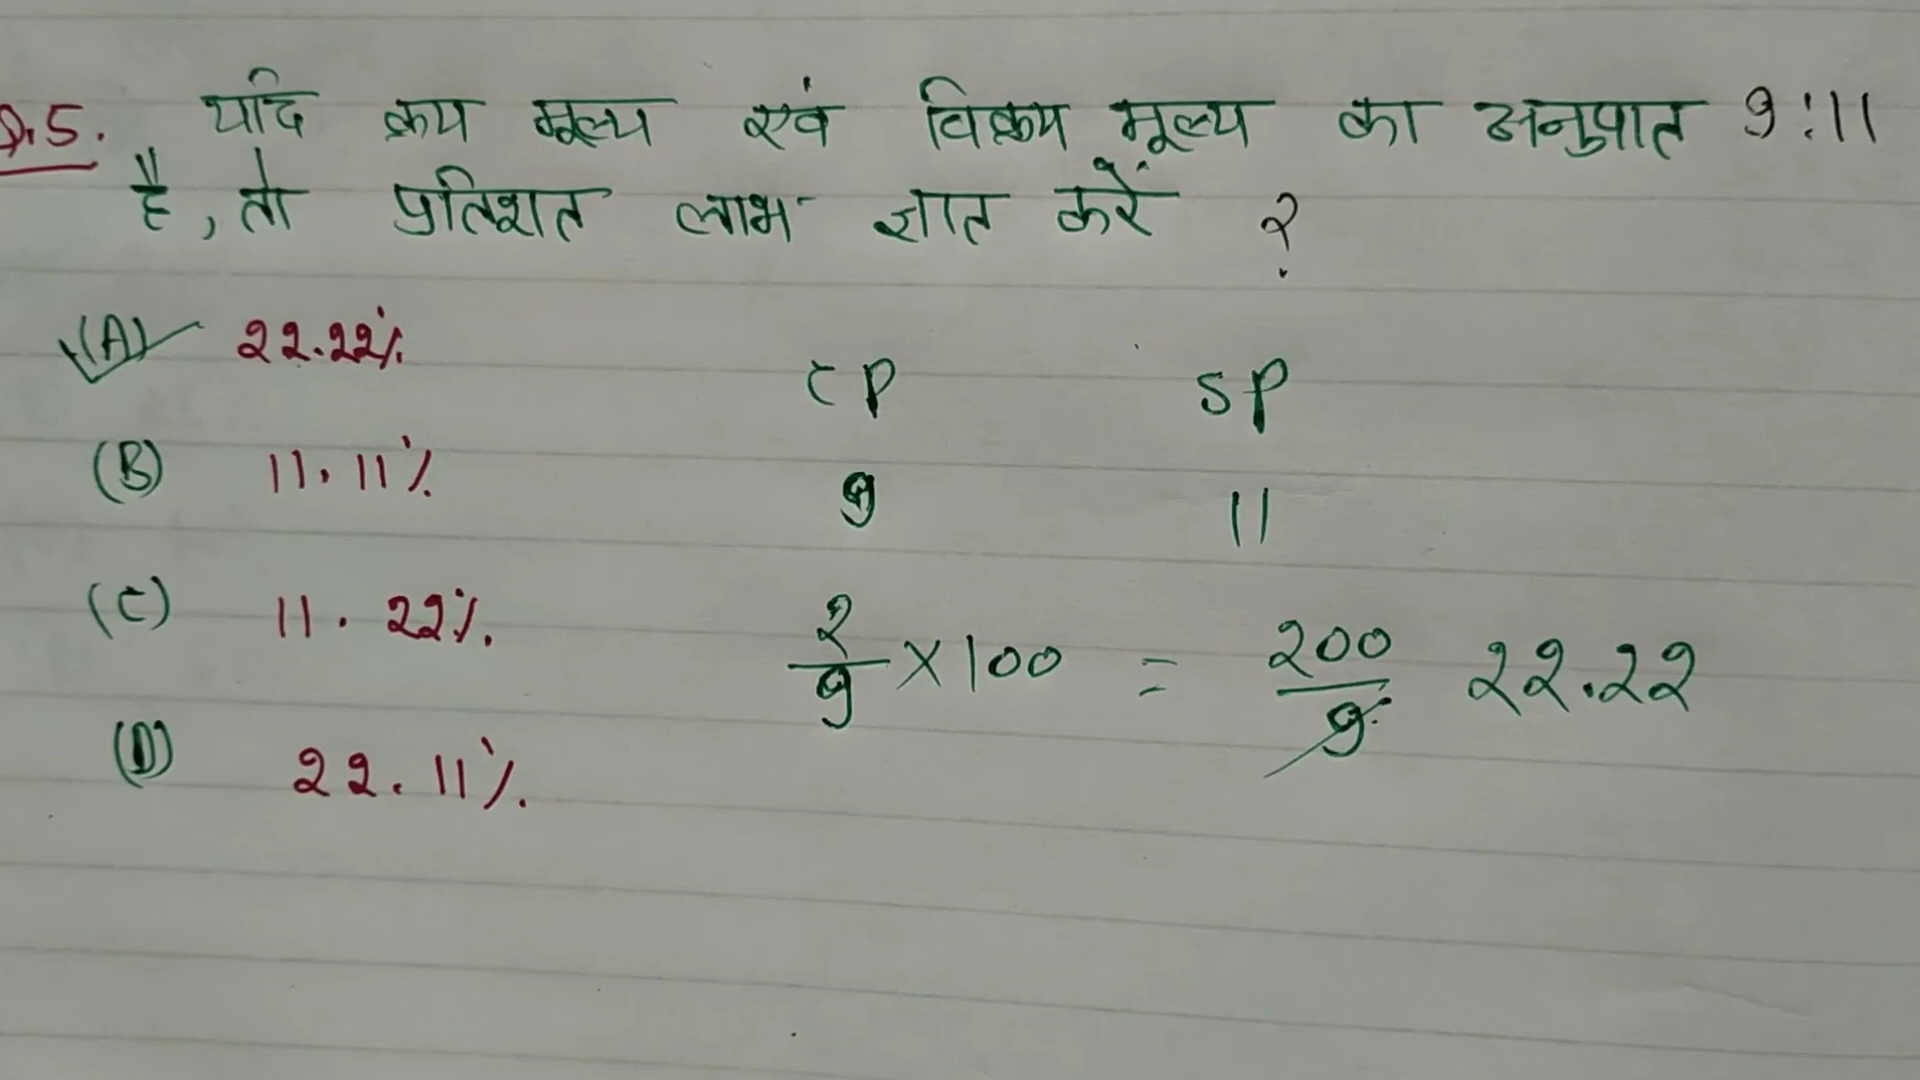 Q.5. यदि क्रय मूल्य एवं विक्रय मूल्य का अनुपात 9:11
है, तो प्रतिशत लाभ ज्ञात करें ?
(A) 22.22%
CP SP
(B) 11.11%
9 11
(C) 11.22%
2/9 × 100 = 200/9 22.22
(D) 22.11%